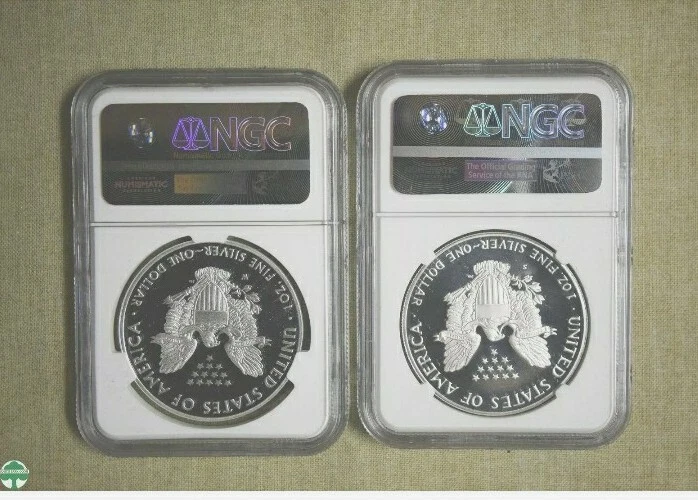 NGC
NUMISMATIC
UNITED STATES OF AMERICA
1 OZ. FINE SILVER~ONE DOLLAR
W
NGC
The Official Grading
Service of the ANA
UNITED STATES OF AMERICA
1 OZ. FINE SILVER~ONE DOLLAR
S